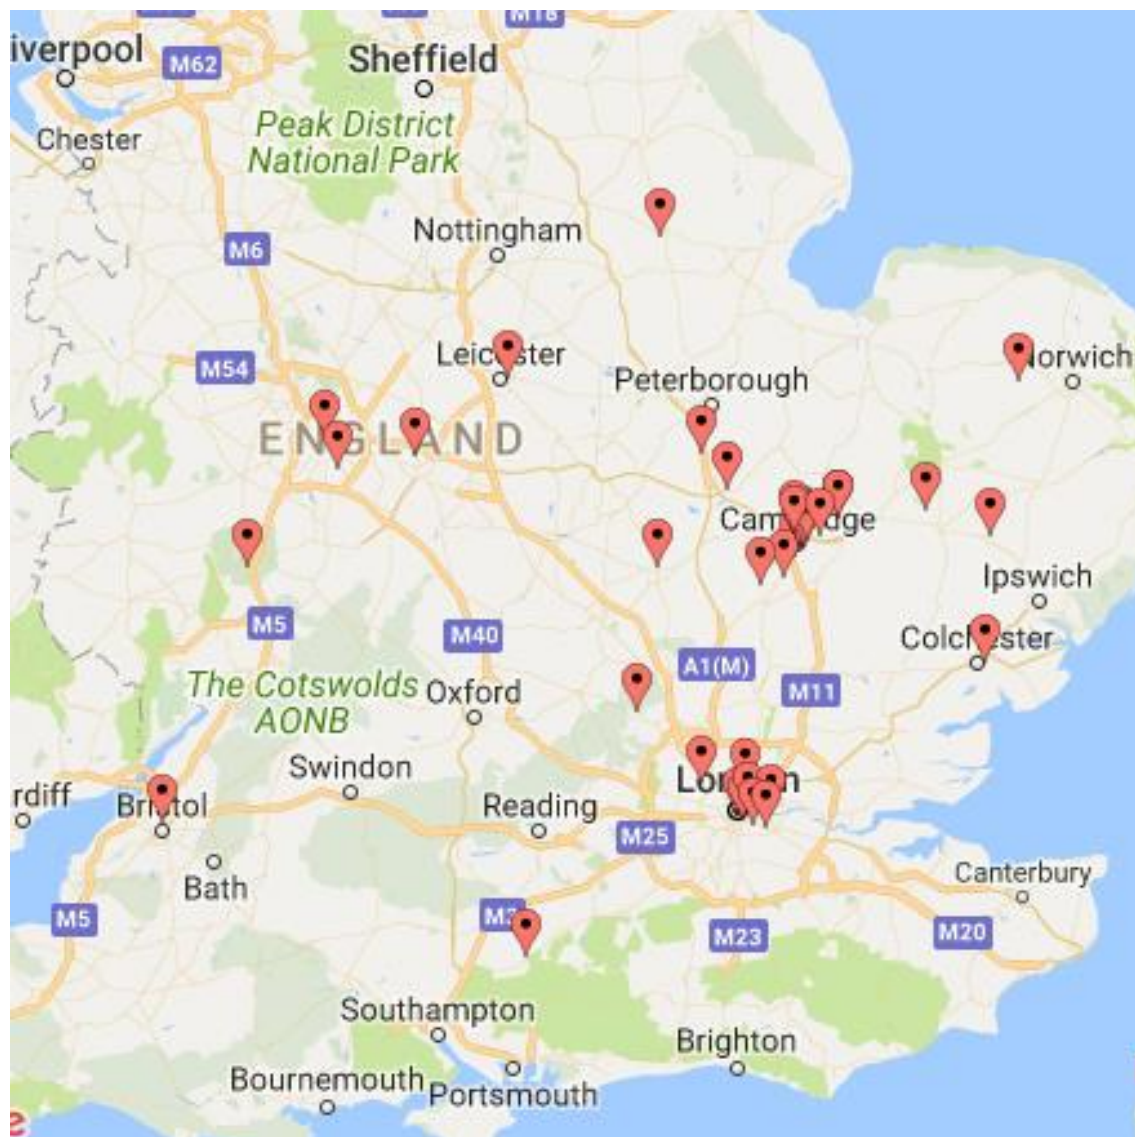 M18
iverpool
M62
Sheffield
Peak District
National Park
Chester
Nottingham
M6
Leicester
Norwich
M54
Peterborough
ENGLAND
Cambridge
Ipswich
M5
M40
Colchester
A1(M)
M11
The Cotswolds
AONB
Oxford
Swindon
London
rdiff
Bristol
Reading
M25
Bath
Canterbury
M5
M3
M23
M20
Southampton
Brighton
Bournemouth
Portsmouth
e